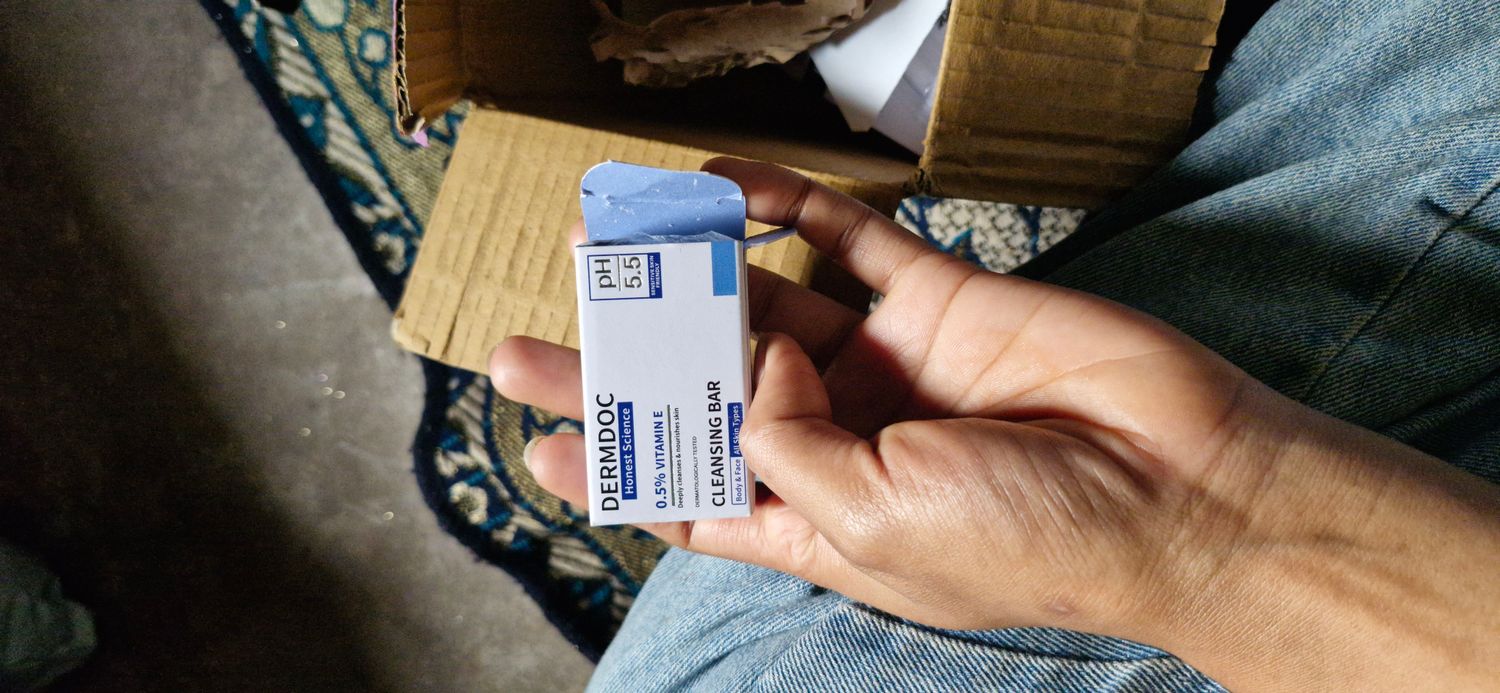 DERMDOC
Honest Science
0.5% VITAMIN E
Deeply cleanses & nourishes skin
DERMATOLOGICALLY TESTED
CLEANSING BAR
Body & Face All Skin Types
pH
5.5
SENSITIVE SKIN
FRIENDLY